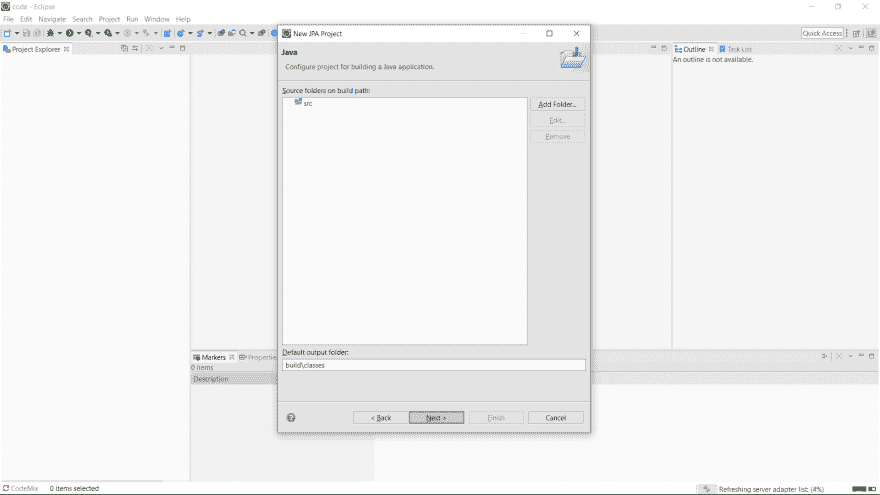 code - Eclipse
File Edit Navigate Search Project Run Window Help
Quick Access
Project Explorer
New JPA Project
Java
Configure project for building a Java application.
Source folders on build path:
src
Add Folder...
Edit...
Remove
Default output folder:
build\classes
< Back
Next >
Finish
Cancel
Outline
Task List
An outline is not available.
Markers
Properties
0 items
Description
CodeMix
0 items selected
Refreshing server adapter list: (4%)